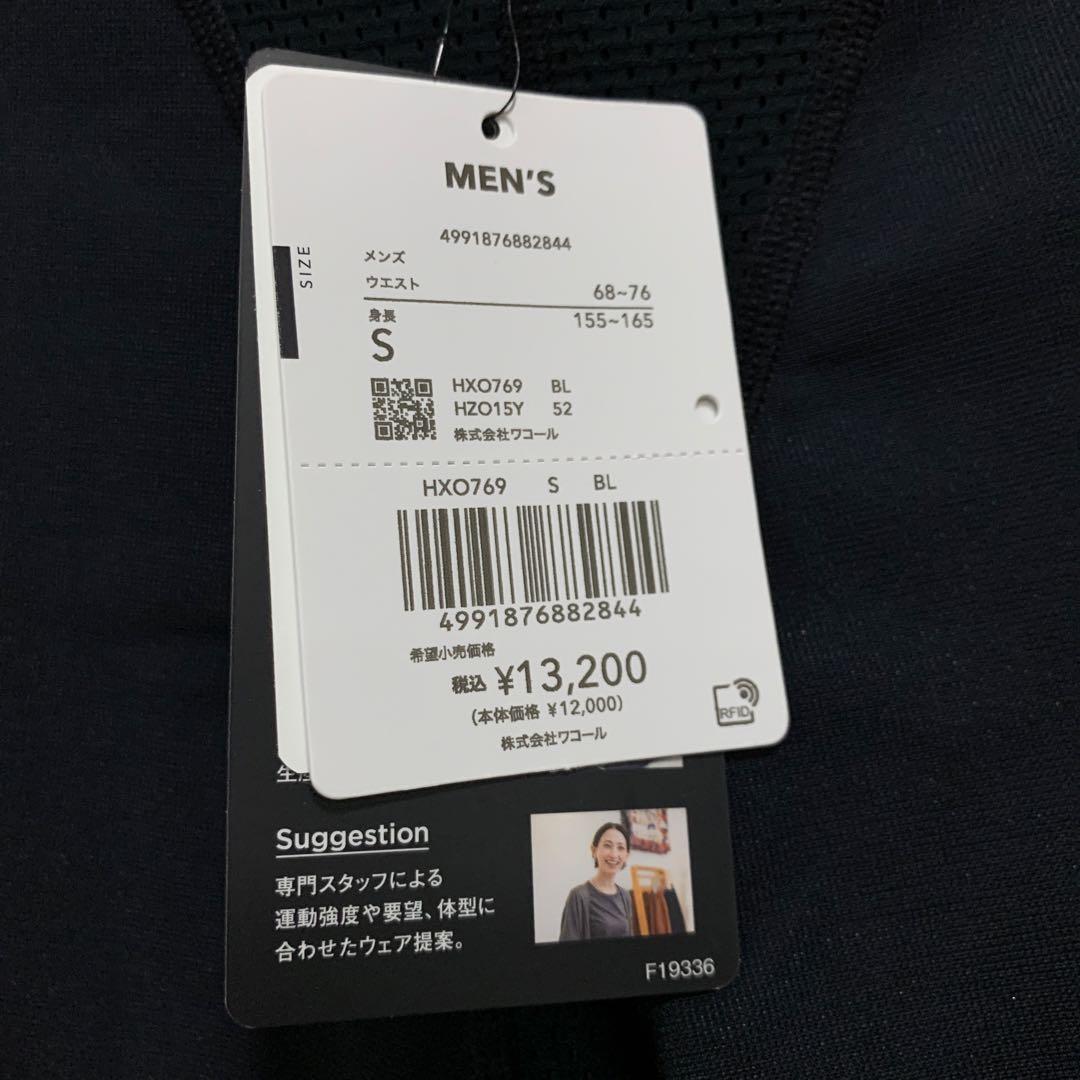 MEN'S
4991876882844
SIZE
メンズ
ウエスト 68~76
身長 155~165
S
HXO769 BL
HZO15Y 52
株式会社ワコール
HXO769 S BL
4991876882844
希望小売価格
税込 ¥13,200
(本体価格 ¥12,000)
株式会社ワコール
RFID
Suggestion
専門スタッフによる
運動強度や要望、体型に
合わせたウェア提案。
F19336